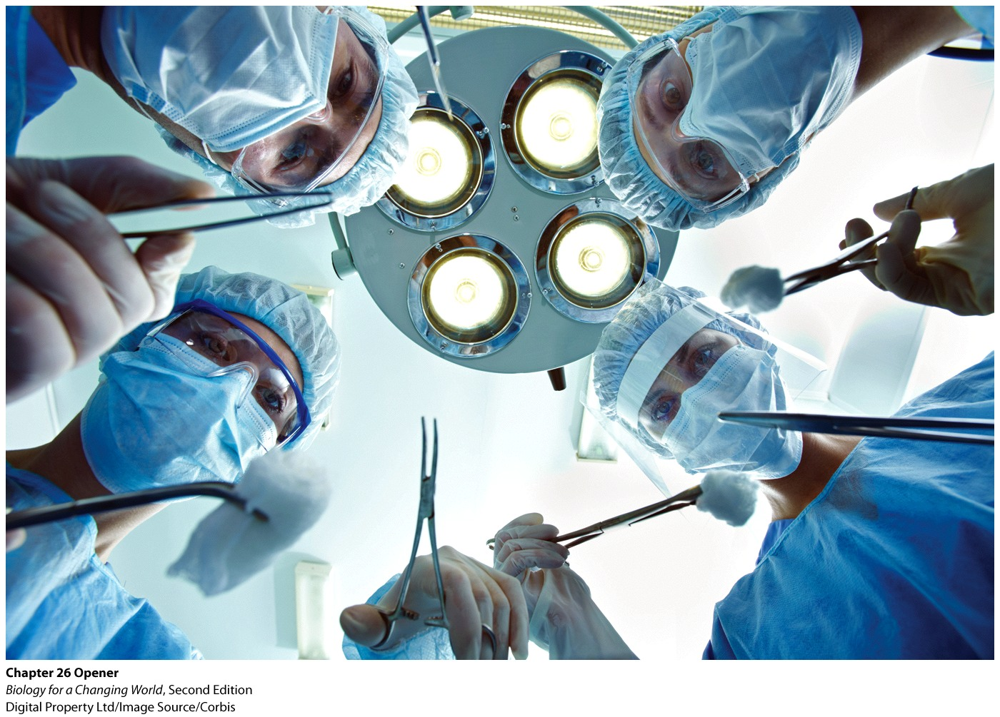 Chapter 26 Opener
Biology for a Changing World, Second Edition
Digital Property Ltd/Image Source/Corbis